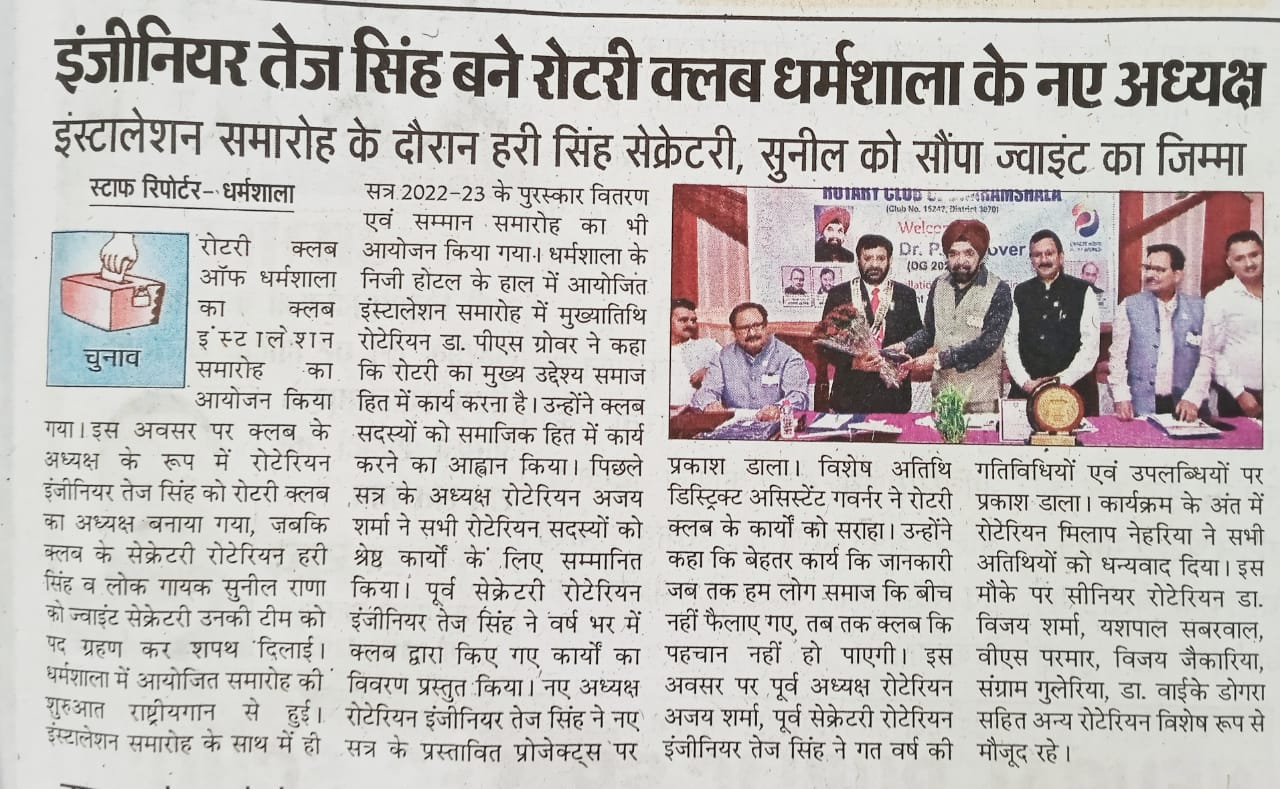 इंजीनियर तेज सिंह बने रोटरी क्लब धर्मशाला के नए अध्यक्ष
इंस्टालेशन समारोह के दौरान हरी सिंह सेक्रेटरी, सुनील को सौंपा ज्वाइंट का जिम्मा
स्टाफ रिपोर्टर-धर्मशाला
चुनाव
रोटरी क्लब
ऑफ धर्मशाला
का क्लब
इंस्टालेशन
समारोह का
आयोजन किया
गया। इस अवसर पर क्लब के
अध्यक्ष के रूप में रोटेरियन
इंजीनियर तेज सिंह को रोटरी क्लब
का अध्यक्ष बनाया गया, जबकि
क्लब के सेक्रेटरी रोटेरियन हरी
सिंह व लोक गायक सुनील राणा
को ज्वाइंट सेक्रेटरी उनकी टीम को
पद ग्रहण कर शपथ दिलाई।
धर्मशाला में आयोजित समारोह की
शुरुआत राष्ट्रीयगान से हुई।
इंस्टालेशन समारोह के साथ में ही
सत्र 2022-23 के पुरस्कार वितरण
एवं सम्मान समारोह का भी
आयोजन किया गया। धर्मशाला के
निजी होटल के हाल में आयोजित
इंस्टालेशन समारोह में मुख्यातिथि
रोटेरियन डा. पीएस ग्रोवर ने कहा
कि रोटरी का मुख्य उद्देश्य समाज
हित में कार्य करना है। उन्होंने क्लब
सदस्यों को समाजिक हित में कार्य
करने का आह्वान किया। पिछले
सत्र के अध्यक्ष रोटेरियन अजय
शर्मा ने सभी रोटेरियन सदस्यों को
श्रेष्ठ कार्यों के लिए सम्मानित
किया। पूर्व सेक्रेटरी रोटेरियन
इंजीनियर तेज सिंह ने वर्ष भर में
क्लब द्वारा किए गए कार्यों का
विवरण प्रस्तुत किया। नए अध्यक्ष
रोटेरियन इंजीनियर तेज सिंह ने नए
सत्र के प्रस्तावित प्रोजेक्ट्स पर
ROTARY CLUB
(Club No. 15247, District 3070)
Dr. P.
over
प्रकाश डाला। विशेष अतिथि
डिस्ट्रिक्ट असिस्टेंट गवर्नर ने रोटरी
क्लब के कार्यों को सराहा। उन्होंने
कहा कि बेहतर कार्य कि जानकारी
जब तक हम लोग समाज कि बीच
नहीं फैलाए गए, तब तक क्लब कि
पहचान नहीं हो पाएगी। इस
अवसर पर पूर्व अध्यक्ष रोटेरियन
अजय शर्मा, पूर्व सेक्रेटरी रोटेरियन
इंजीनियर तेज सिंह ने गत वर्ष की
गतिविधियों एवं उपलब्धियों पर
प्रकाश डाला। कार्यक्रम के अंत में
रोटेरियन मिलाप नेहरिया ने सभी
अतिथियों को धन्यवाद दिया। इस
मौके पर सीनियर रोटेरियन डा.
विजय शर्मा, यशपाल सबरवाल,
वीएस परमार, विजय जैकारिया,
संग्राम गुलेरिया, डा. वाईके डोगरा
सहित अन्य रोटेरियन विशेष रूप से
मौजूद रहे।